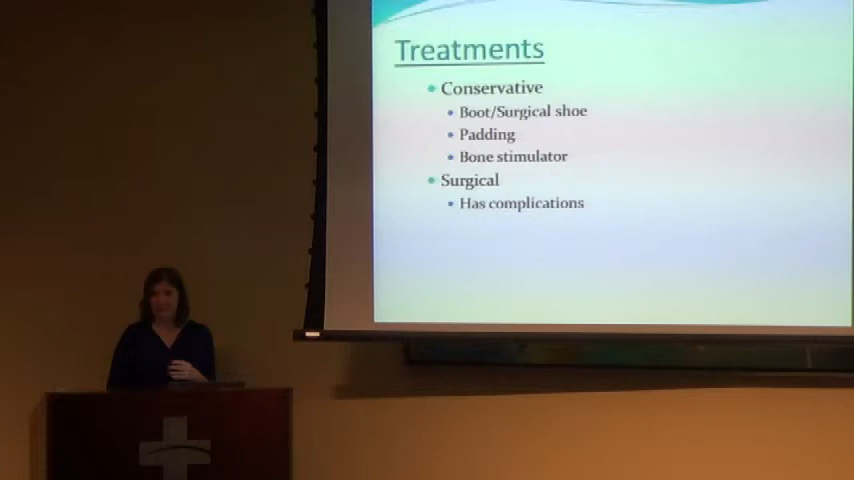 Treatments
Conservative
Boot/Surgical shoe
Padding
Bone stimulator
Surgical
Has complications